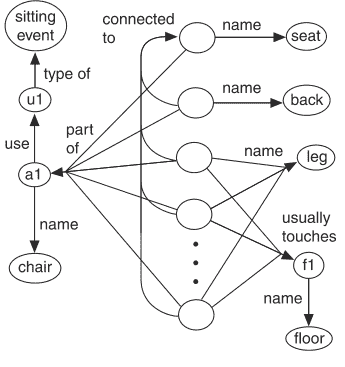 sitting
event
connected
to
name
seat
type of
u1
name
back
use
part
of
name
leg
a1
usually
touches
name
chair
f1
name
floor